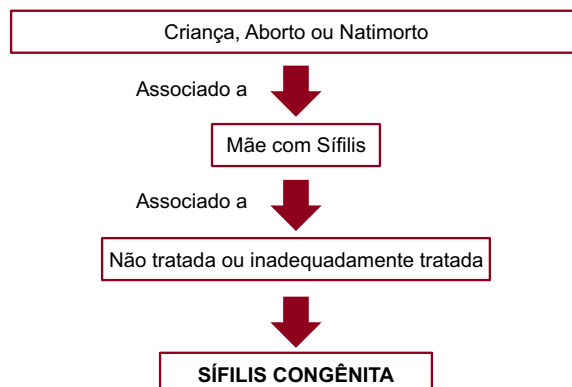 Criança, Aborto ou Natimorto
Associado a
Mãe com Sífilis
Associado a
Não tratada ou inadequadamente tratada
SÍFILIS CONGÊNITA